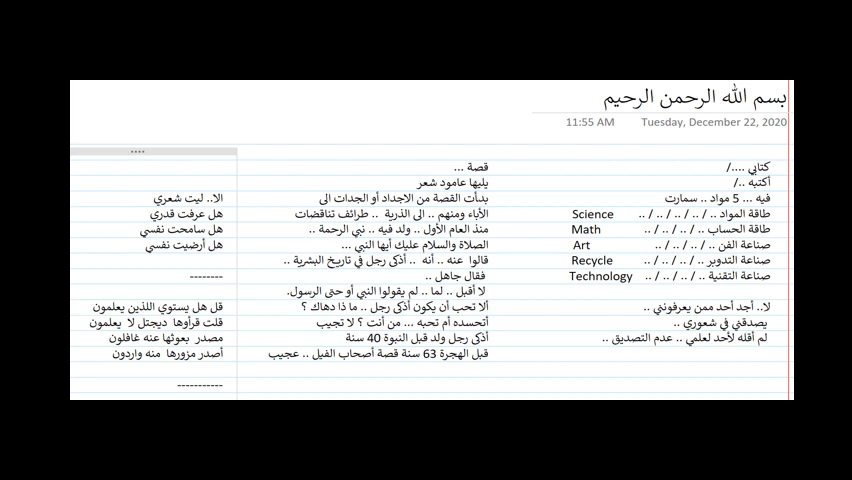 بسم الله الرحمن الرحيم
Tuesday, December 22, 2020 11:55 AM
كتابي ..../
أكتبه ../
فيه ... 5 مواد .. سمارت
طاقة المواد .. / .. / .. / .. / .. Science
طاقة الحساب .. / .. / .. / .. Math
صناعة الفن .. / .. / .. / .. Art
صناعة التدوير .. / .. / .. / .. Recycle
صناعة التقنية .. / .. / .. / .. Technology
لا.. أجد أحد ممن يعرفونني ..
يصدقني في شعوري ..
لم أقله لأحد لعلمي .. عدم التصديق ..
قصة ...
يليها عامود شعر
بدأت القصة من الاجداد أو الجدات الى
الأباء ومنهم .. الى الذرية .. طرائف تناقضات
منذ العام الأول .. ولد فيه .. نبي الرحمة ..
الصلاة والسلام عليك أيها النبي ...
قالوا عنه .. أنه .. أذكى رجل في تاريخ البشرية ..
فقال جاهل ..
لا أقبل .. لما .. لم يقولوا النبي أو حتى الرسول.
ألا تحب أن يكون أذكى رجل .. ما ذا دهاك ؟
أتحسده أم تحبه ... من أنت ؟ لا تجيب
أذكى رجل ولد قبل النبوة 40 سنة
قبل الهجرة 63 سنة قصة أصحاب الفيل .. عجيب
الا.. ليت شعري
هل عرفت قدري
هل سامحت نفسي
هل أرضيت نفسي
--------
قل هل يستوي اللذين يعلمون
قلت قرأوها ديجتل لا يعلمون
مصدر بعوثها عنه غافلون
أصدر مزورها منه واردون
-----------